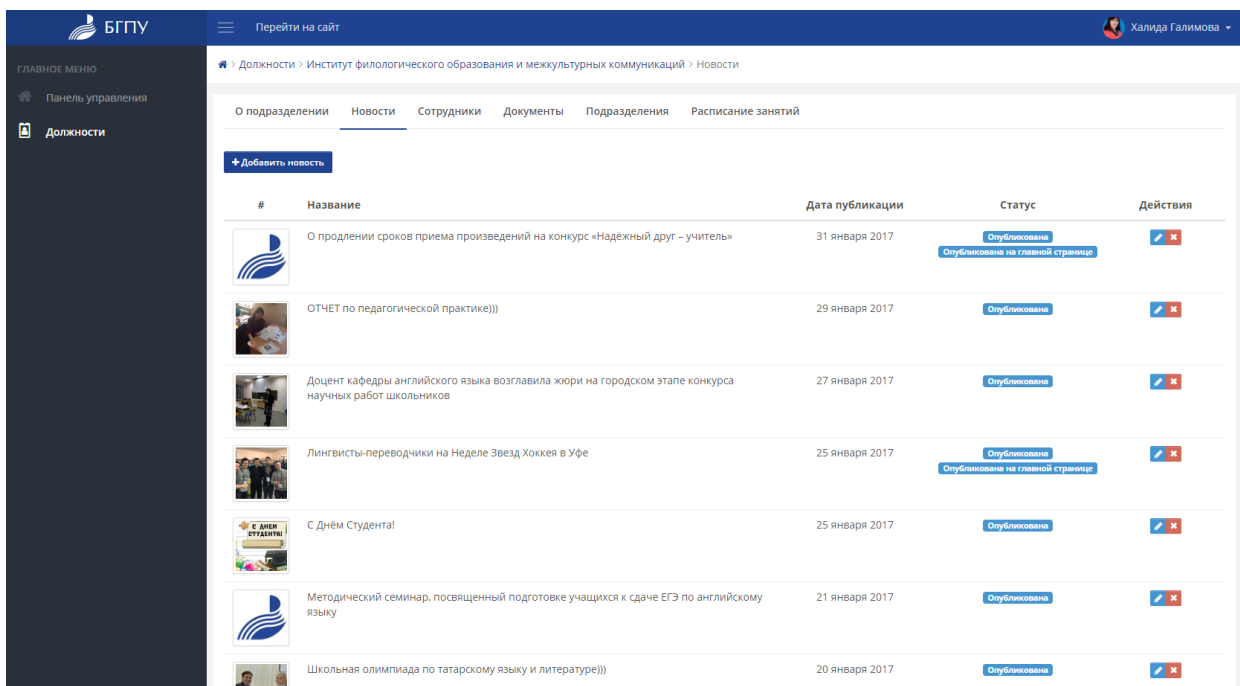 БГПУ
Перейти на сайт
Халида Галимова
ГЛАВНОЕ МЕНЮ
Панель управления
Должности
> Должности > Институт филологического образования и межкультурных коммуникаций > Новости
О подразделении Новости Сотрудники Документы Подразделения Расписание занятий
+ Добавить новость
# Название Дата публикации Статус Действия
О продлении сроков приема произведений на конкурс «Надёжный друг – учитель» 31 января 2017 Опубликована
Опубликована на главной странице
ОТЧЕТ по педагогической практике))) 29 января 2017 Опубликована
Доцент кафедры английского языка возглавила жюри на городском этапе конкурса 27 января 2017 Опубликована
научных работ школьников
Лингвисты-переводчики на Неделе Звезд Хоккея в Уфе 25 января 2017 Опубликована
Опубликована на главной странице
С ДНЕМ
СТУДЕНТА!
С Днём Студента! 25 января 2017 Опубликована
Методический семинар, посвященный подготовке учащихся к сдаче ЕГЭ по английскому 21 января 2017 Опубликована
языку
Школьная олимпиада по татарскому языку и литературе))) 20 января 2017 Опубликована